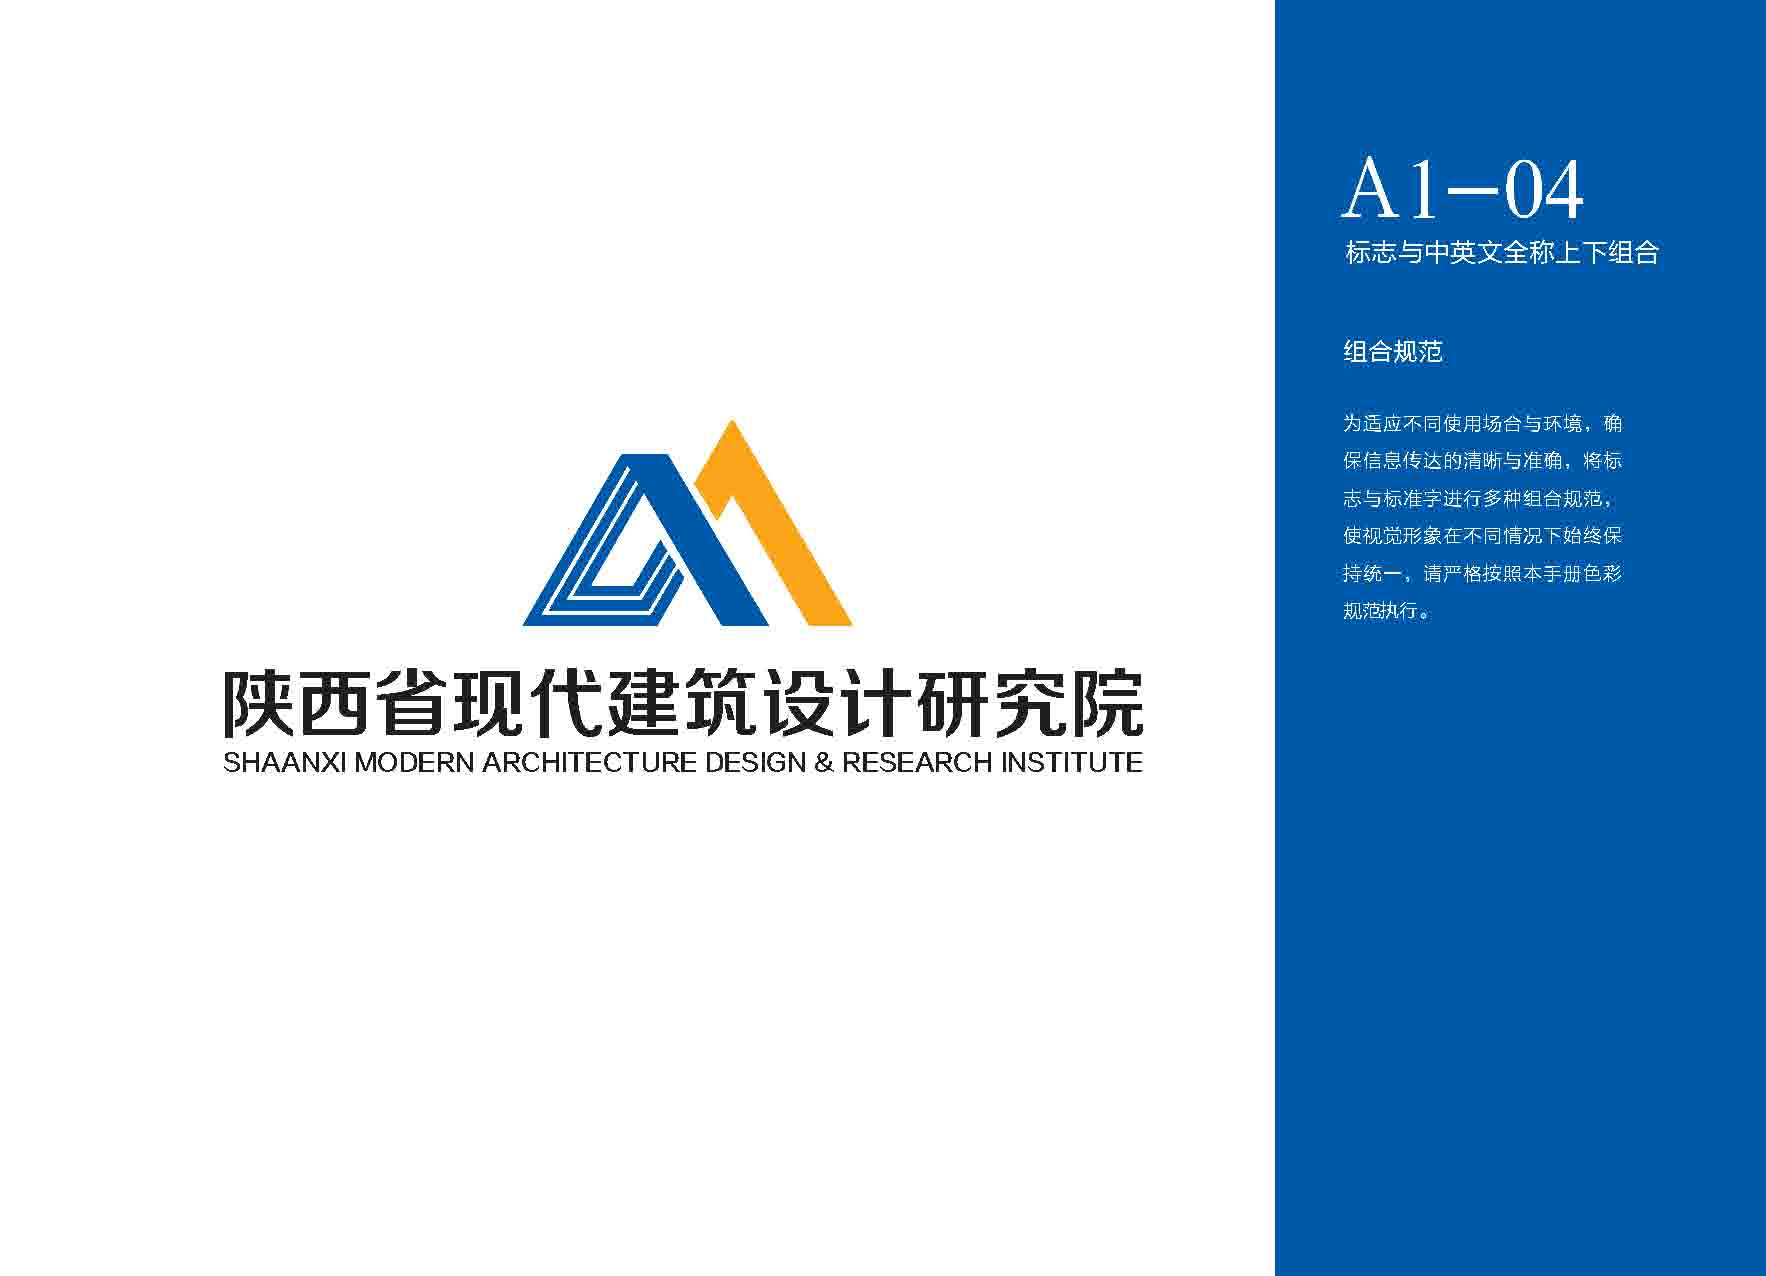 陕西省现代建筑设计研究院
SHAANXI MODERN ARCHITECTURE DESIGN & RESEARCH INSTITUTE
A1-04
标志与中英文全称上下组合
组合规范
为适应不同使用场合与环境，确
保信息传达的清晰与准确，将标
志与标准字进行多种组合规范，
使视觉形象在不同情况下始终保
持统一，请严格按照本手册色彩
规范执行。